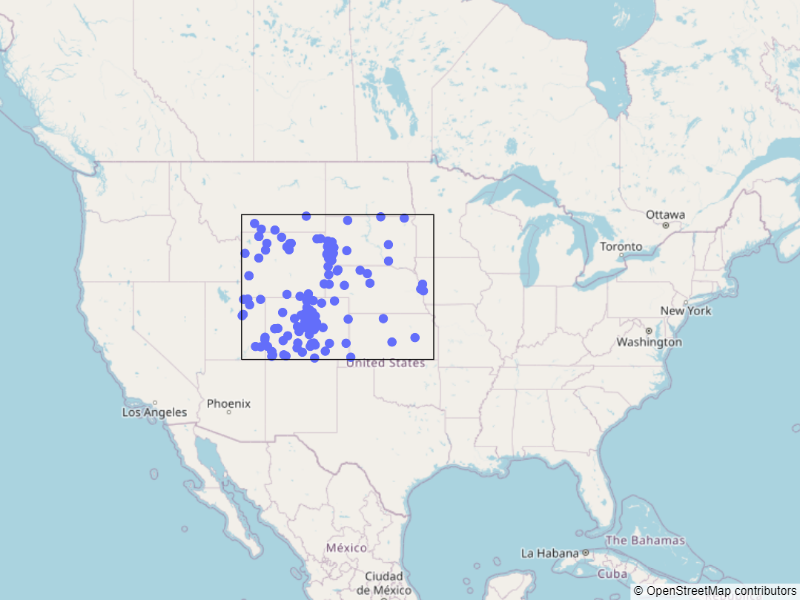 Ottawa
Toronto
New York
Washington
United States
Los Angeles
Phoenix
México
Ciudad
de México
La Habana
The Bahamas
Cuba
© OpenStreetMap contributors